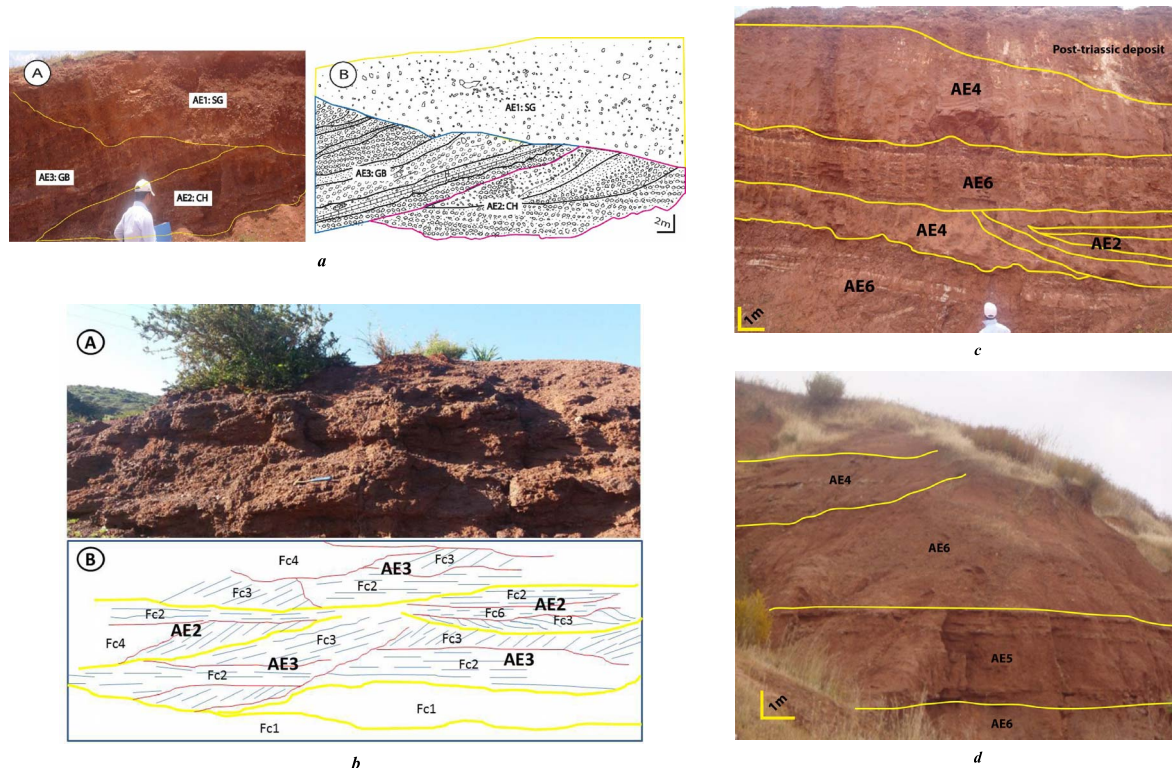 A
AE1: SG
AE3: GB
AE2: CH
B
AE1: SG
AE3: GB
AE2: CH
2m
a
A
B
Fc4
Fc3
AE3
Fc2
Fc3
Fc2
Fc2
AE2
Fc6
Fc3
AE2
Fc4
Fc3
Fc3
AE3
AE3
Fc2
Fc2
Fc1
Fc1
b
Post-triassic deposit
AE4
AE6
AE4
AE2
AE6
1m
c
AE4
AE6
AE5
1m
AE6
d